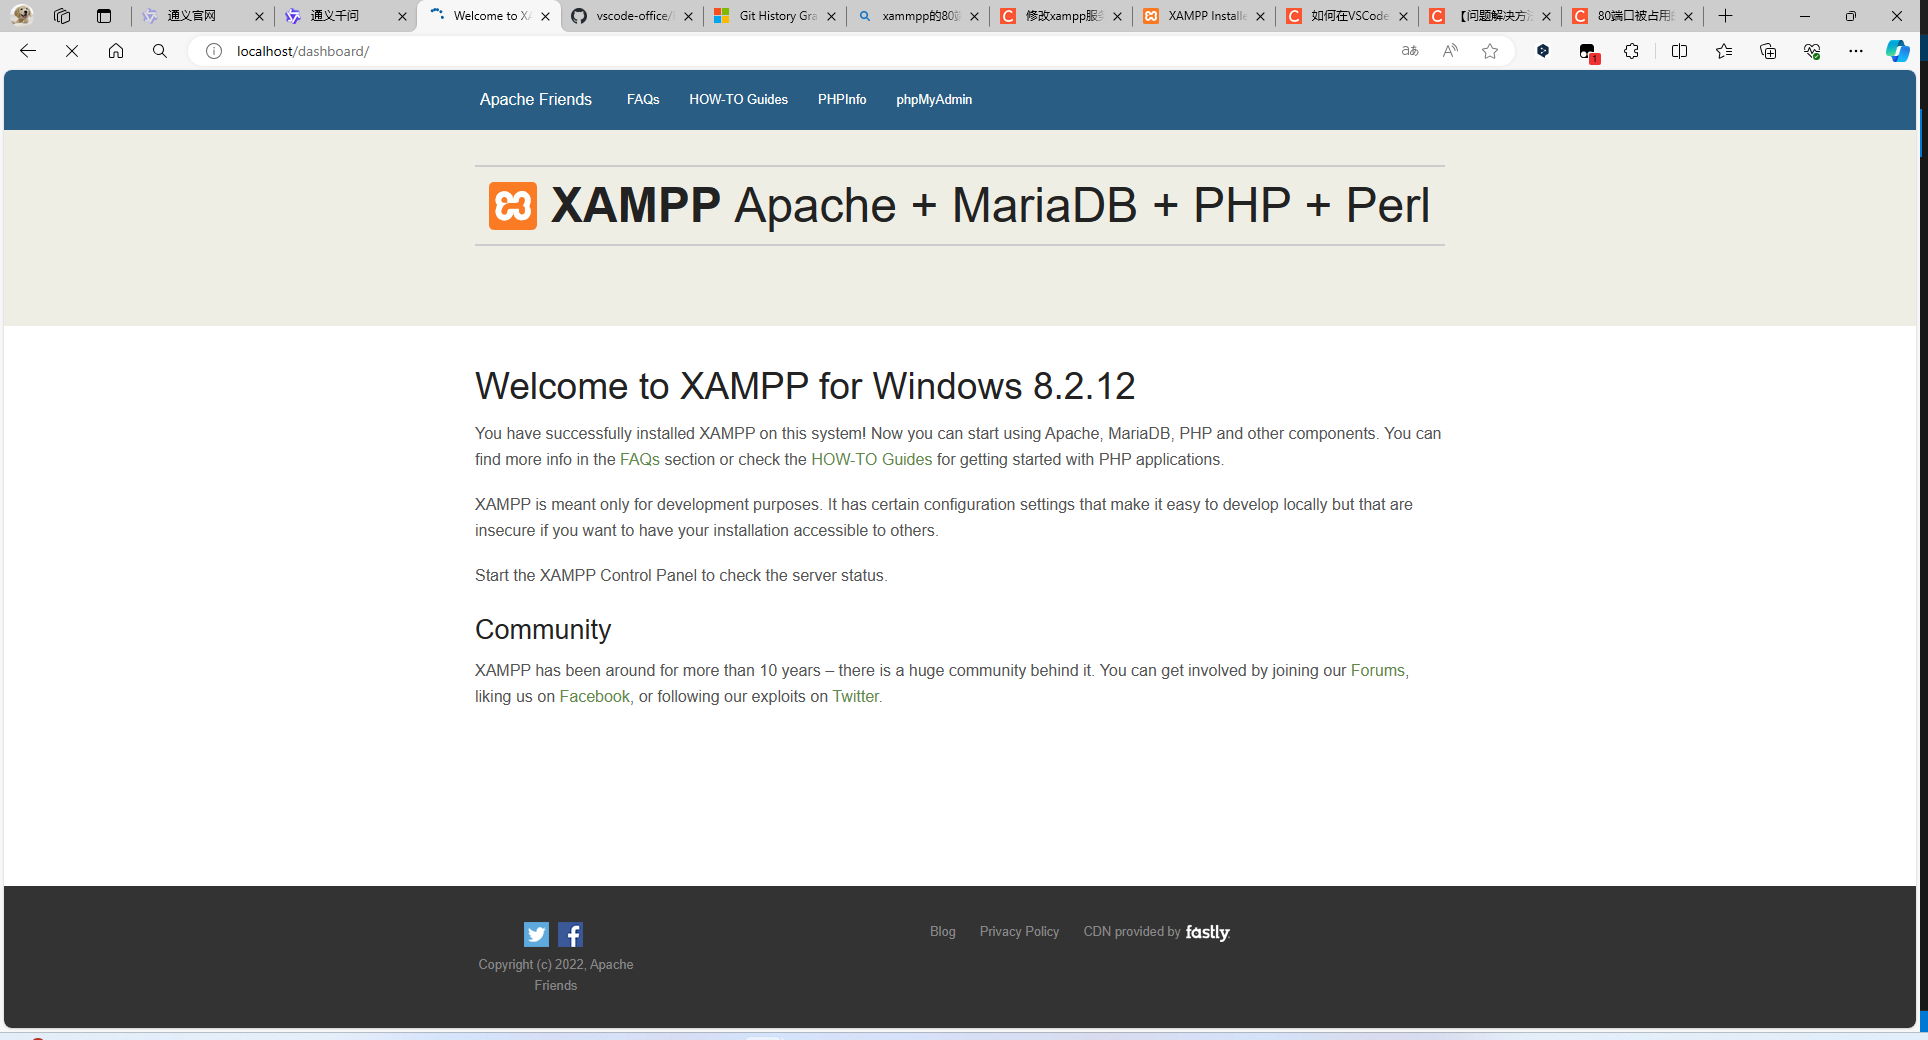 通义官网
通义千问
Welcome to XA
vscode-office/
Git History Gra
xammpp的80
修改xampp服
XAMPP Installe
如何在VSCode
【问题解决方
80端口被占用
localhost/dashboard/
Apache Friends
FAQs
HOW-TO Guides
PHPInfo
phpMyAdmin
XAMPP Apache + MariaDB + PHP + Perl
Welcome to XAMPP for Windows 8.2.12
You have successfully installed XAMPP on this system! Now you can start using Apache, MariaDB, PHP and other components. You can
find more info in the FAQs section or check the HOW-TO Guides for getting started with PHP applications.
XAMPP is meant only for development purposes. It has certain configuration settings that make it easy to develop locally but that are
insecure if you want to have your installation accessible to others.
Start the XAMPP Control Panel to check the server status.
Community
XAMPP has been around for more than 10 years – there is a huge community behind it. You can get involved by joining our Forums,
liking us on Facebook, or following our exploits on Twitter.
Blog
Privacy Policy
CDN provided by fastly
Copyright (c) 2022, Apache
Friends